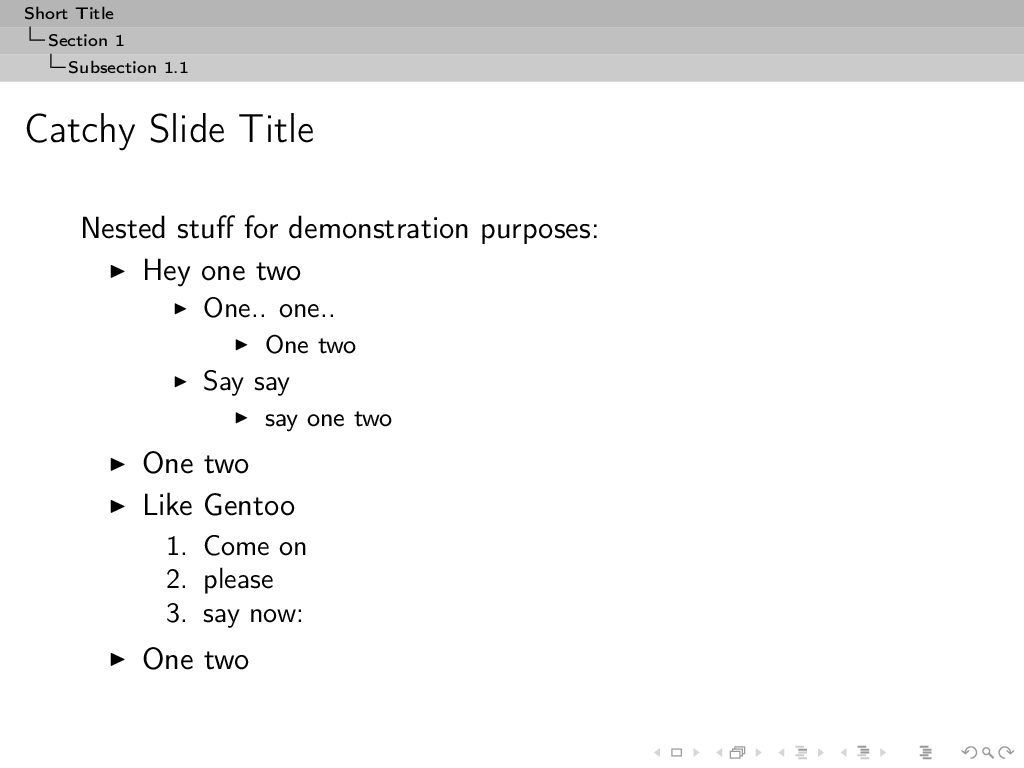 Short Title
Section 1
Subsection 1.1
Catchy Slide Title
Nested stuff for demonstration purposes:
Hey one two
One.. one..
One two
Say say
say one two
One two
Like Gentoo
1. Come on
2. please
3. say now:
One two